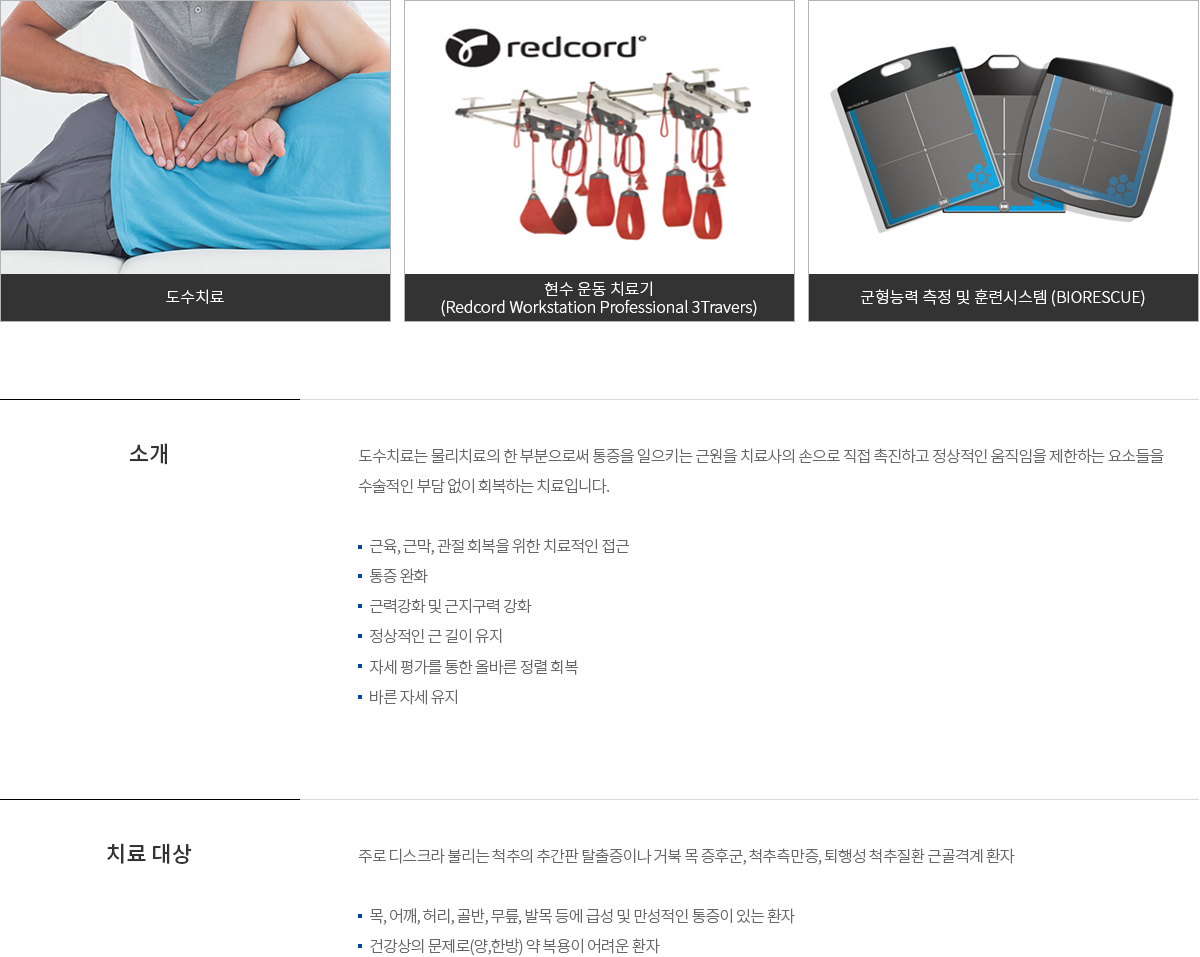 redcord
도수치료
현수 운동 치료기
(Redcord Workstation Professional 3Travers)
균형능력 측정 및 훈련시스템 (BIORESCUE)
소개
도수치료는 물리치료의 한 부분으로써 통증을 일으키는 근원을 치료사의 손으로 직접 촉진하고 정상적인 움직임을 제한하는 요소들을
수술적인 부담 없이 회복하는 치료입니다.
근육, 근막, 관절 회복을 위한 치료적인 접근
통증 완화
근력강화 및 근지구력 강화
정상적인 근 길이 유지
자세 평가를 통한 올바른 정렬 회복
바른 자세 유지
치료 대상
주로 디스크라 불리는 척추의 추간판 탈출증이나 거북 목 증후군, 척추측만증, 퇴행성 척추질환 근골격계 환자
목, 어깨, 허리, 골반, 무릎, 발목 등에 급성 및 만성적인 통증이 있는 환자
건강상의 문제로(양,한방) 약 복용이 어려운 환자